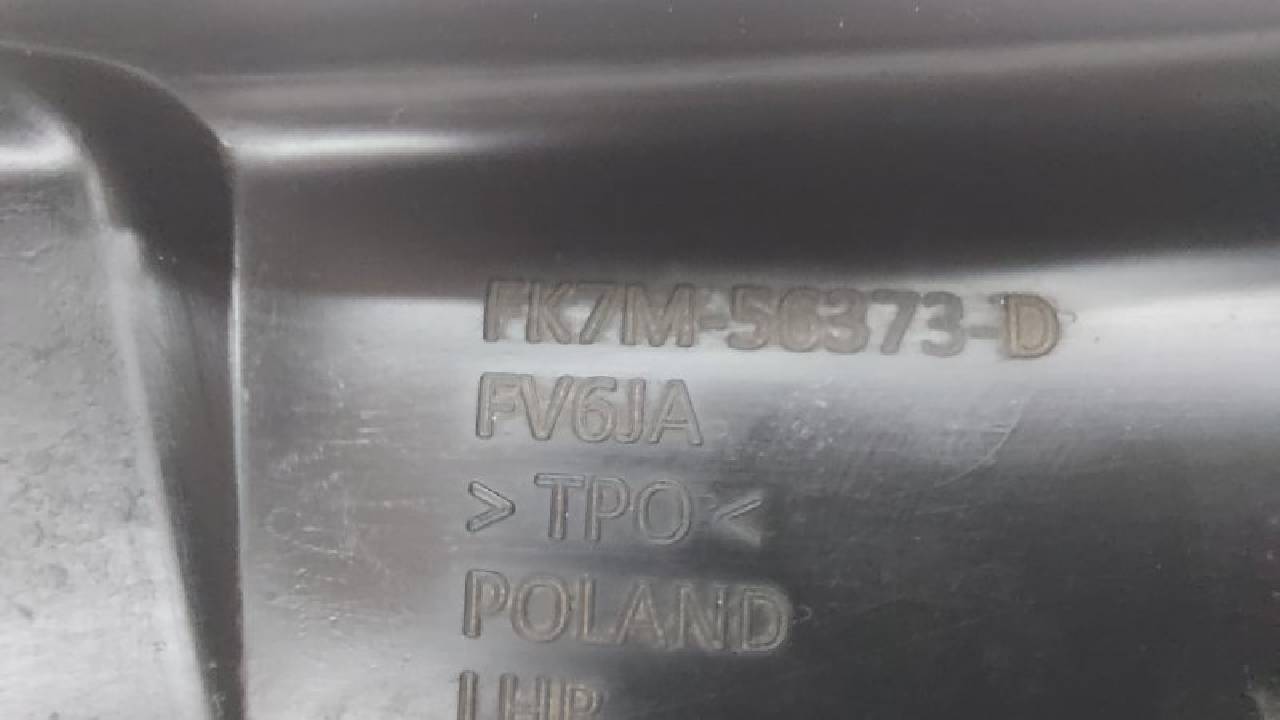 FK7M-56373-D
FV6JA
>TPO<
POLAND